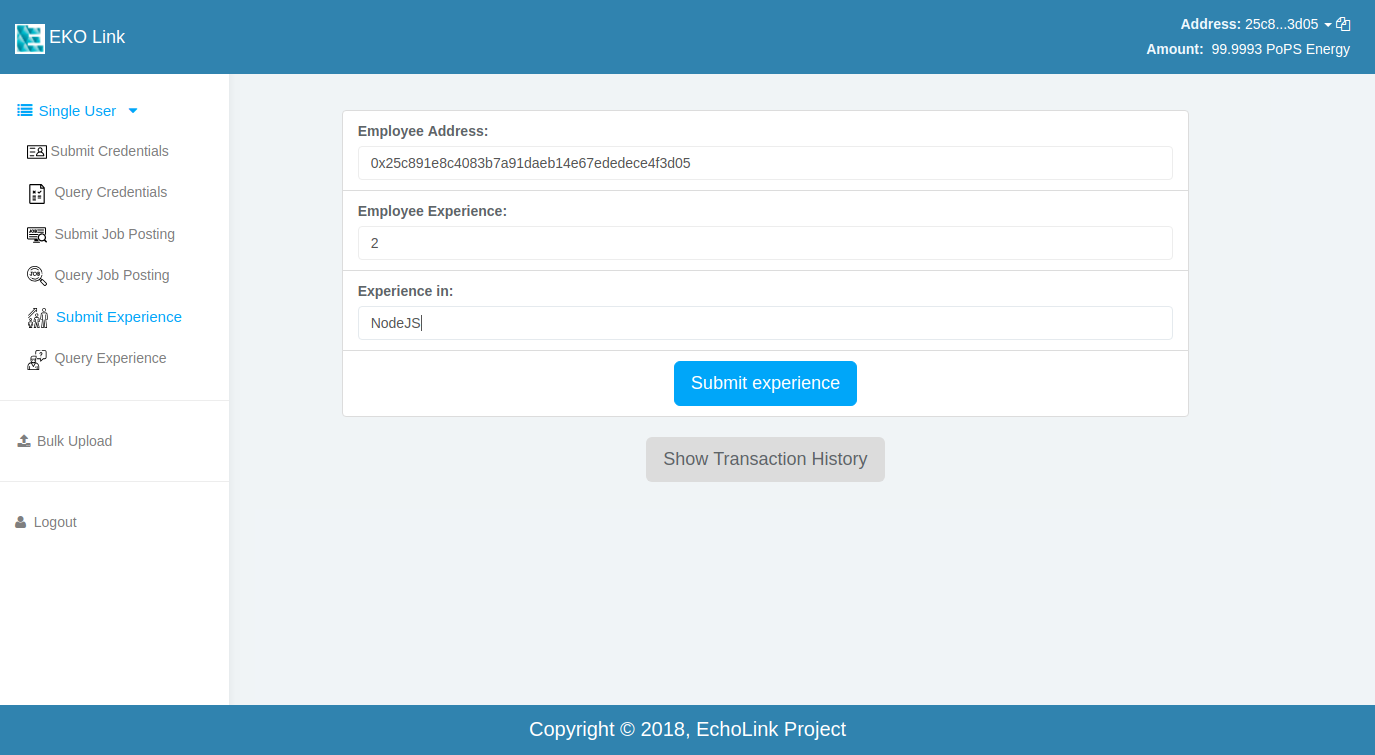 EKO Link
Address: 25c8...3d05
Amount: 99.9993 PoPS Energy
Single User
Submit Credentials
Query Credentials
Submit Job Posting
Query Job Posting
Submit Experience
Query Experience
Bulk Upload
Logout
Employee Address:
0x25c891e8c4083b7a91daeb14e67ededece4f3d05
Employee Experience:
2
Experience in:
NodeJS
Submit experience
Show Transaction History
Copyright © 2018, EchoLink Project